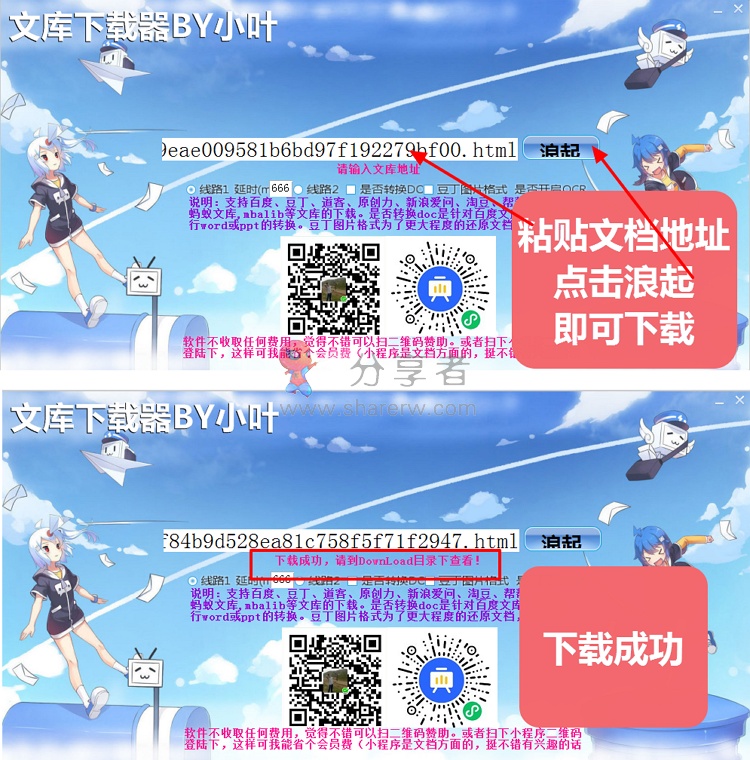 文库下载器BY小叶
9eae009581b6bd97f192279bf00.html
浪起
请输入文库地址
线路1 延时(m 666 线路2 是否转换DOC 豆丁图片格式 是否开启OCR
说明：支持百度、豆丁、道客、原创力、新浪爱问、淘豆、帮
蚂蚁文库,mbalib等文库的下载。是否转换doc是针对百度文
行word或ppt的转换。豆丁图片格式为了更大程度的还原文
粘贴文档地址
点击浪起
即可下载
软件不收取任何费用，觉得不错可以扫二维码赞助。或者扫下小
登陆下，这样可我能省个会员费（小程序是文档方面的，挺不错
分享者
www.sharerw.com
文库下载器BY小叶
f84b9d528ea81c758f5f71f2947.html
浪起
下载成功，请到DownLoad目录下查看！
线路1 延时(m 666 线路2 是否转换DOC 豆丁图片格式
说明：支持百度、豆丁、道客、原创力、新浪爱问、淘豆、帮
蚂蚁文库,mbalib等文库的下载。是否转换doc是针对百度文
行word或ppt的转换。豆丁图片格式为了更大程度的还原文档,
下载成功
软件不收取任何费用，觉得不错可以扫二维码赞助。或者扫下小程序二维码
登陆下，这样可我能省个会员费（小程序是文档方面的，挺不错有兴趣的话